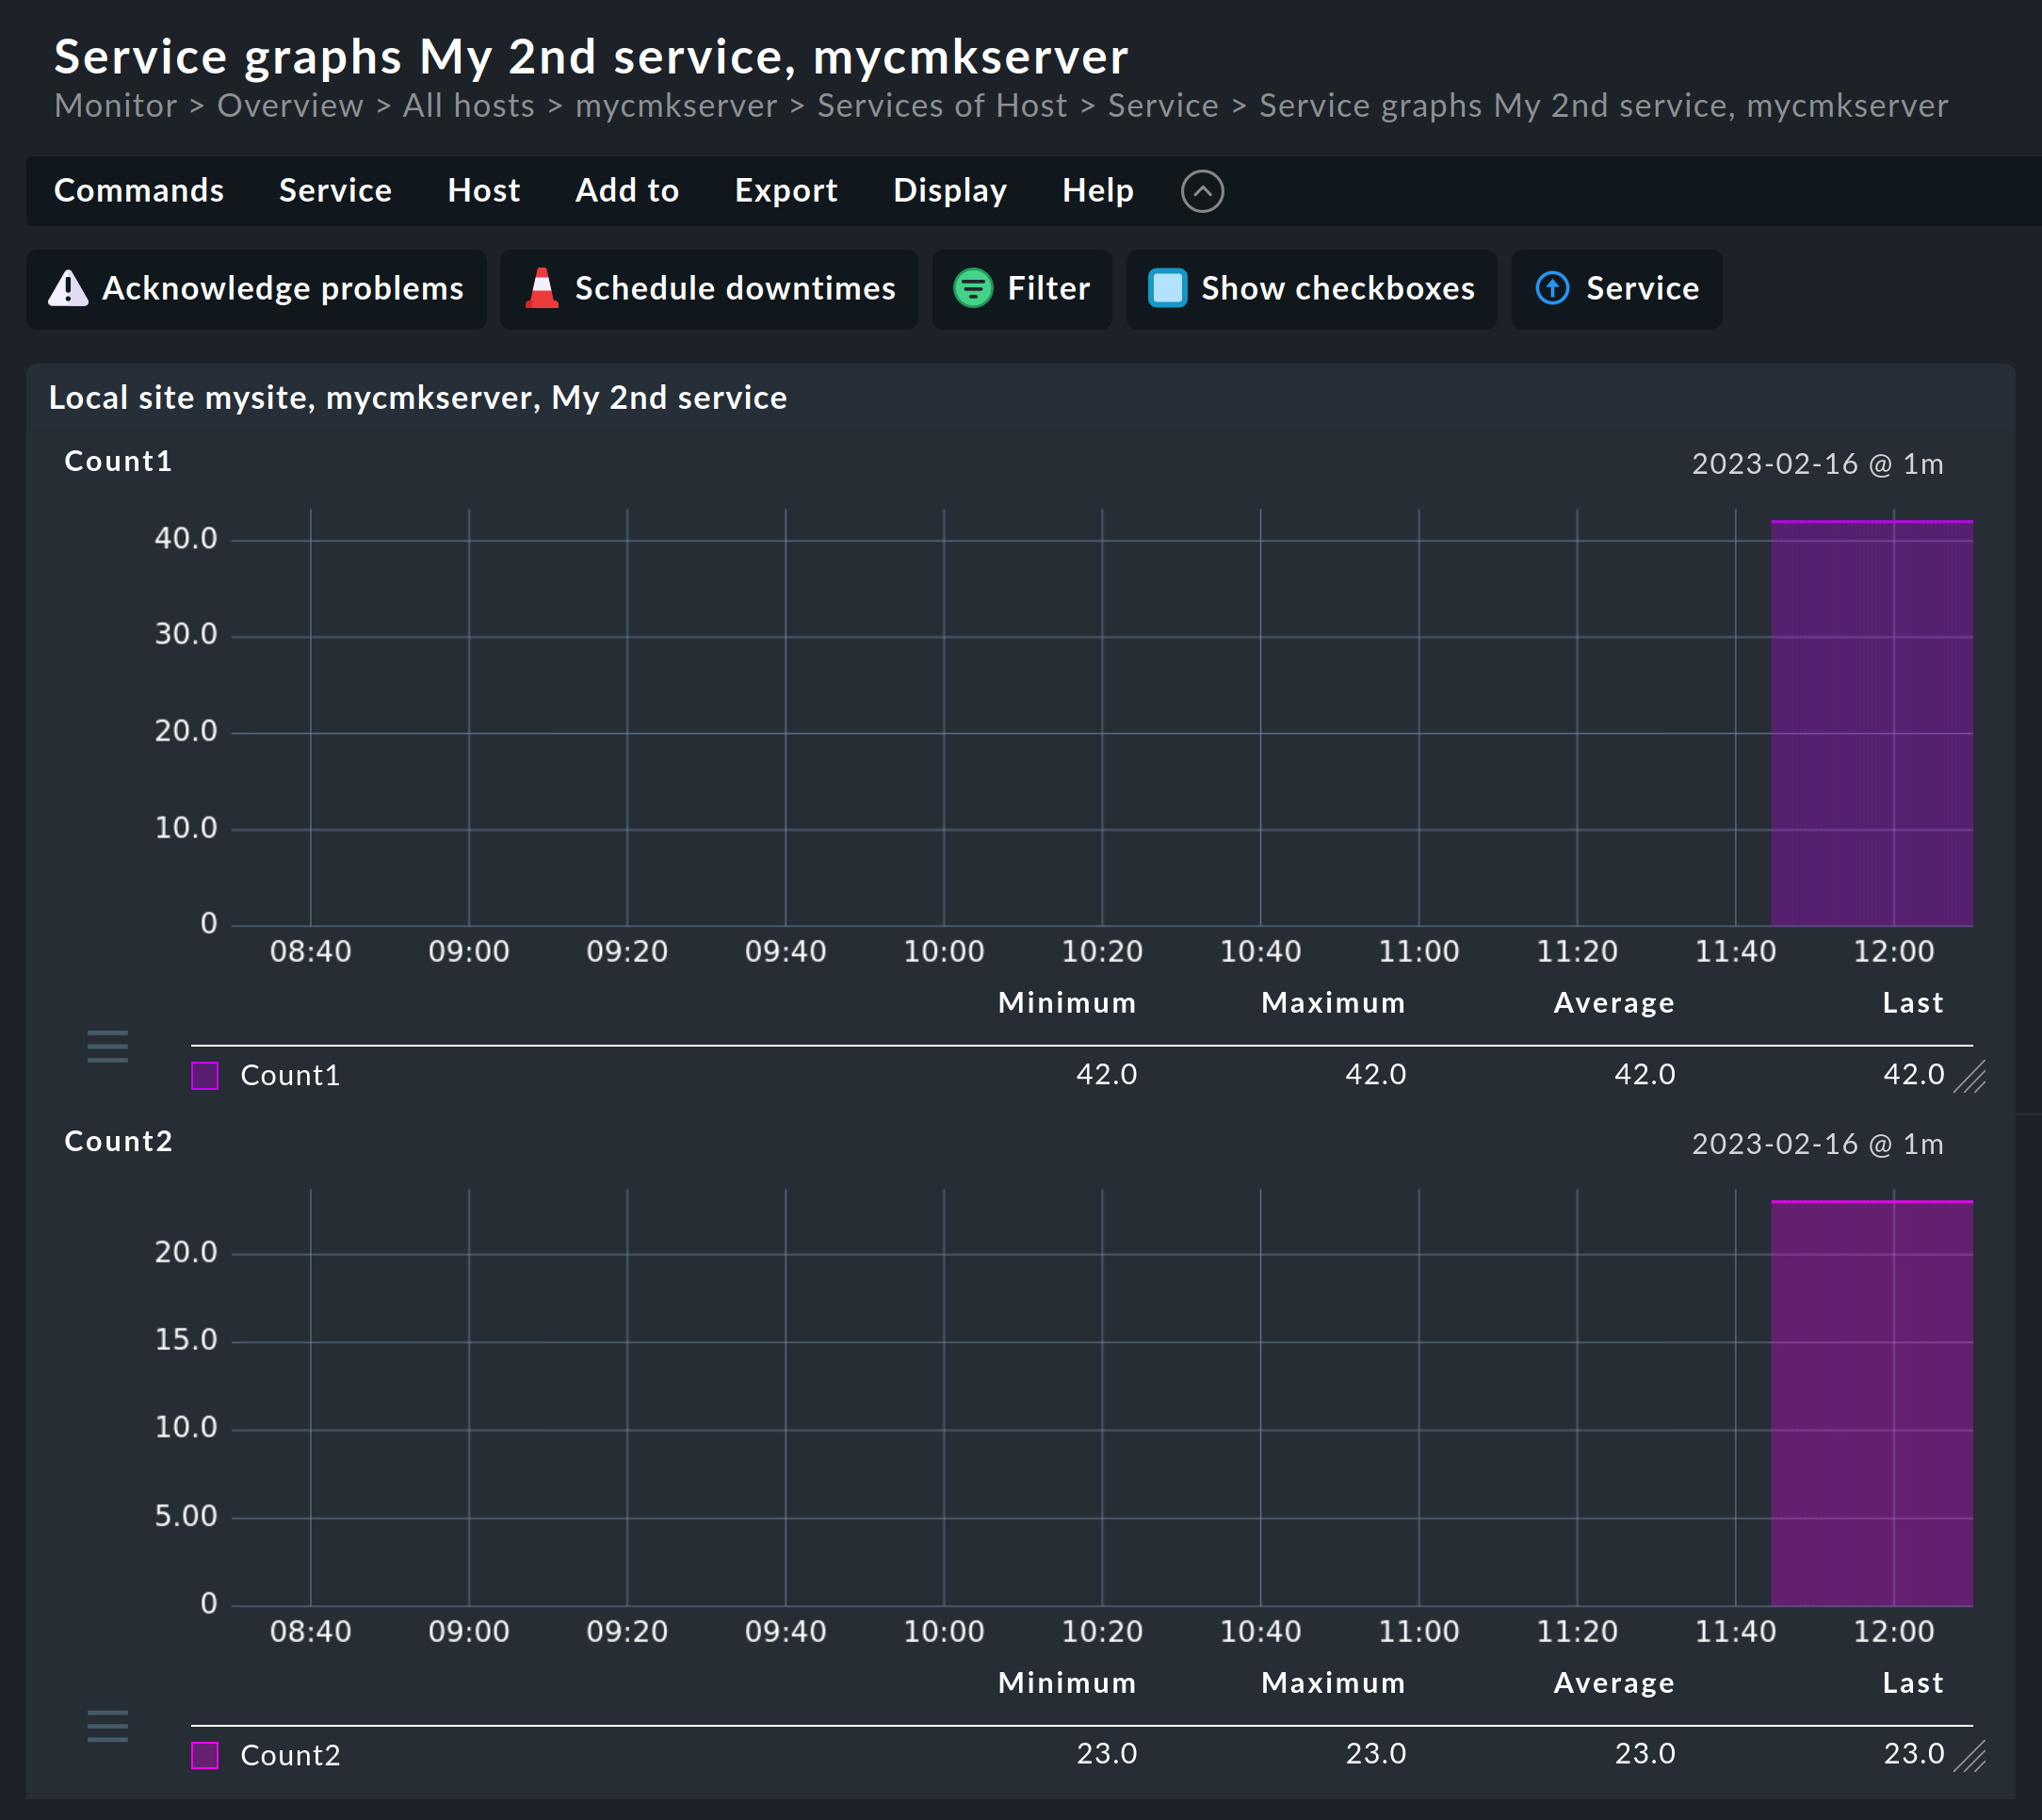 Service graphs My 2nd service, mycmkserver
Monitor > Overview > All hosts > mycmkserver > Services of Host > Service > Service graphs My 2nd service, mycmkserver
Commands Service Host Add to Export Display Help
Acknowledge problems Schedule downtimes Filter Show checkboxes Service
Local site mysite, mycmkserver, My 2nd service
Count1 2023-02-16 @ 1m
40.0
30.0
20.0
10.0
0
08:40 09:00 09:20 09:40 10:00 10:20 10:40 11:00 11:20 11:40 12:00
Minimum Maximum Average Last
Count1 42.0 42.0 42.0 42.0
Count2 2023-02-16 @ 1m
20.0
15.0
10.0
5.00
0
08:40 09:00 09:20 09:40 10:00 10:20 10:40 11:00 11:20 11:40 12:00
Minimum Maximum Average Last
Count2 23.0 23.0 23.0 23.0